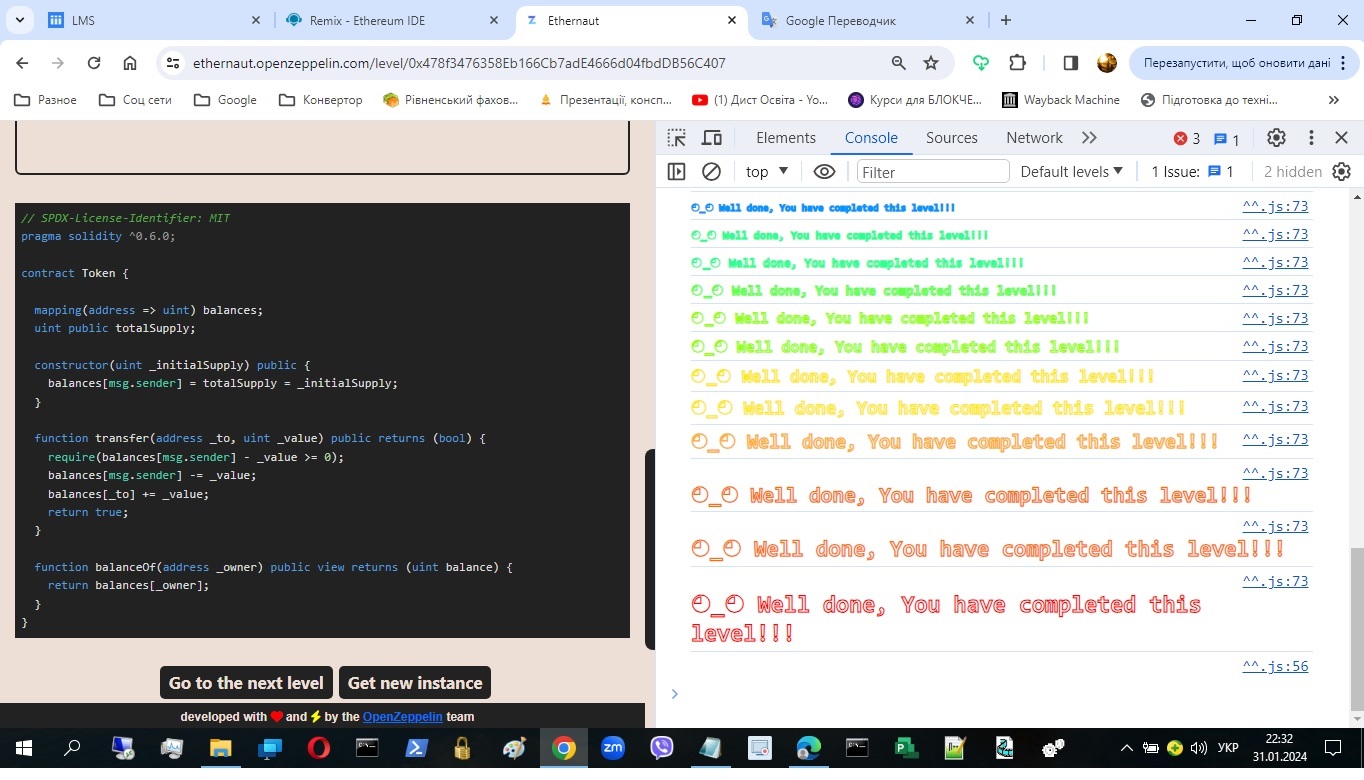 LMS
Remix - Ethereum IDE
Ethernaut
Google Переводчик
ethernaut.openzeppelin.com/level/0x478f3476358Eb166Cb7adE4666d04fbdDB56C407
Перезапустити, щоб оновити дані
Разное
Соц сети
Google
Конвертор
Рівненський фахов...
Презентації, консп...
(1) Дист Освіта - Yo...
Курси для БЛОКЧЕ...
Wayback Machine
Підготовка до техні...
»
Elements
Console
Sources
Network
3
1
top
Filter
Default levels
1 Issue:
1
2 hidden
// SPDX-License-Identifier: MIT
pragma solidity ^0.6.0;
contract Token {
mapping(address => uint) balances;
uint public totalSupply;
constructor(uint _initialSupply) public {
balances[msg.sender] = totalSupply = _initialSupply;
}
function transfer(address _to, uint _value) public returns (bool) {
require(balances[msg.sender] - _value >= 0);
balances[msg.sender] -= _value;
balances[_to] += _value;
return true;
}
function balanceOf(address _owner) public view returns (uint balance) {
return balances[_owner];
}
}
Go to the next level
Get new instance
developed with ❤ and ⚡ by the OpenZeppelin team
◴_◴ Well done, You have completed this level!!! ^^.js:73
◴_◴ Well done, You have completed this level!!! ^^.js:73
◴_◴ Well done, You have completed this level!!! ^^.js:73
◴_◴ Well done, You have completed this level!!! ^^.js:73
◴_◴ Well done, You have completed this level!!! ^^.js:73
◴_◴ Well done, You have completed this level!!! ^^.js:73
◴_◴ Well done, You have completed this level!!! ^^.js:73
◴_◴ Well done, You have completed this level!!! ^^.js:73
◴_◴ Well done, You have completed this level!!! ^^.js:73
^^.js:73
◴_◴ Well done, You have completed this level!!!
^^.js:73
◴_◴ Well done, You have completed this level!!!
^^.js:73
◴_◴ Well done, You have completed this
level!!!
^^.js:56
zm
УКР
22:32
31.01.2024